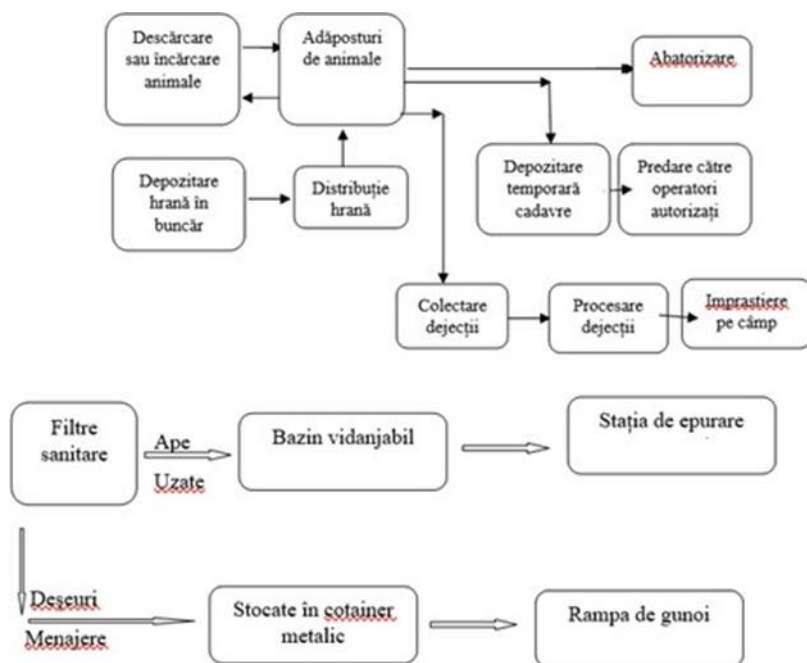 Descărcare
sau încărcare
animale
Adăposturi
de animale
Abatorizare
Depozitare
hrană în
buncăr
Distribuție
hrană
Depozitare
temporară
cadavre
Predare către
operatori
autorizați
Colectare
dejecții
Procesare
dejecții
Imprastiere
pe câmp
Filtre
sanitare
Ape
Uzate
Bazin vidanjabil
Stația de epurare
Deșeuri
Menajere
Stocate în cotainer
metalic
Rampa de gunoi